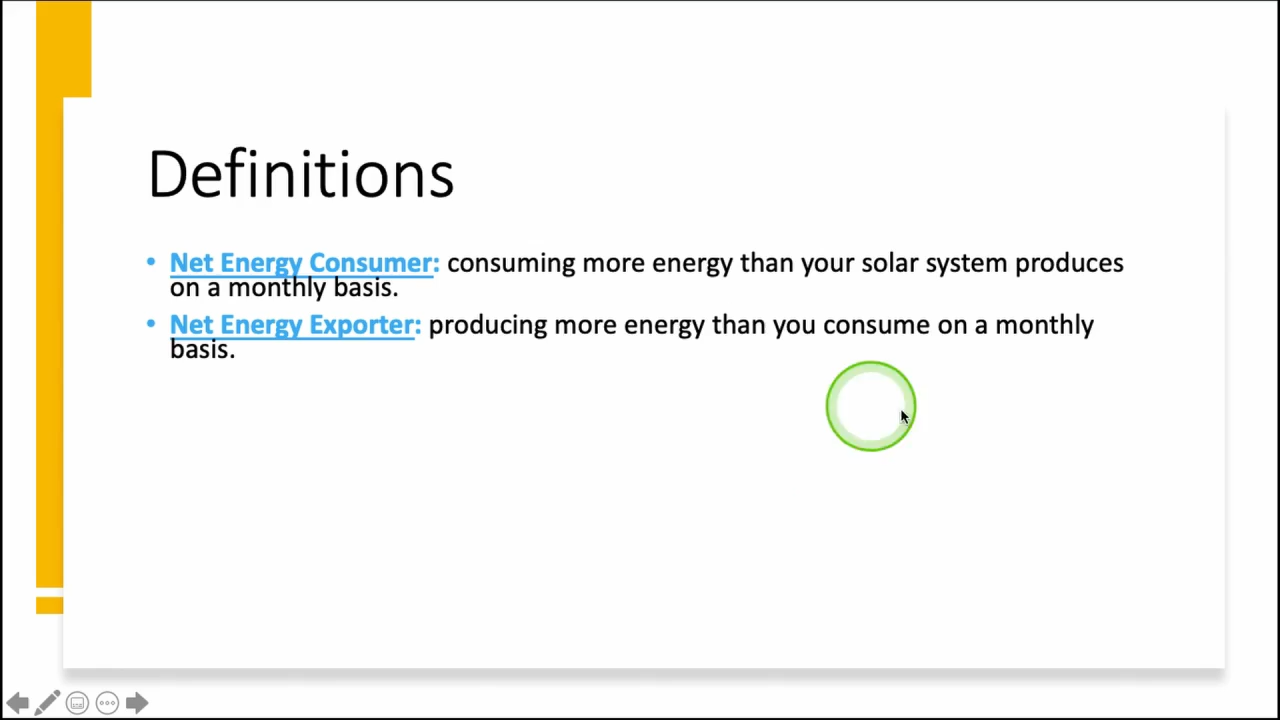 Definitions
• Net Energy Consumer: consuming more energy than your solar system produces
on a monthly basis.
• Net Energy Exporter: producing more energy than you consume on a monthly
basis.